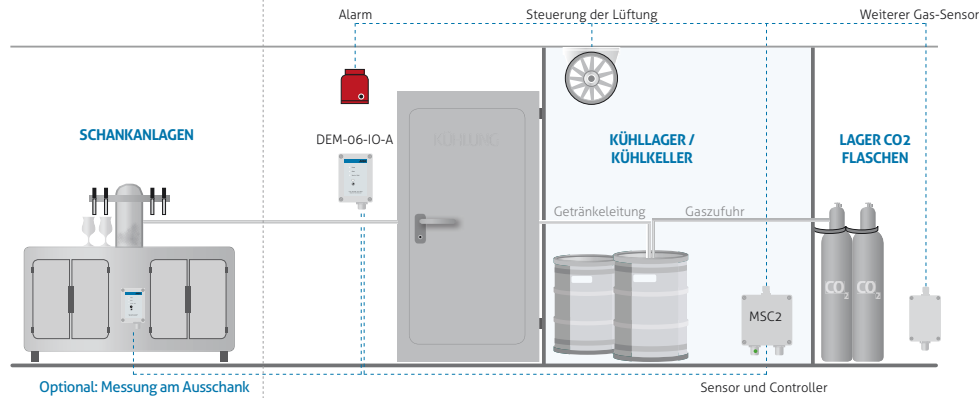 Alarm
Steuerung der Lüftung
Weiterer Gas-Sensor
SCHANKANLAGEN
DEM-06-IO-A
KÜHLUNG
KÜHLLAGER /
KÜHLKELLER
LAGER CO2
FLASCHEN
Getränkeleitung
Gaszufuhr
CO2
CO2
MSC2
Optional: Messung am Ausschank
Sensor und Controller